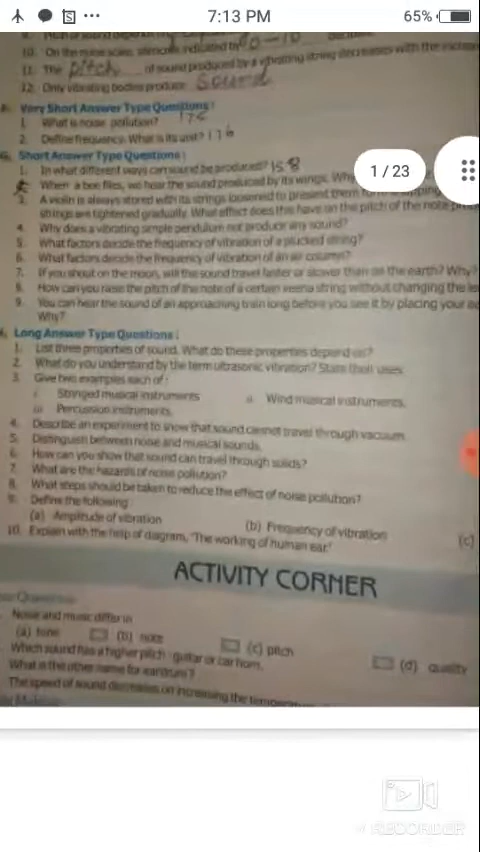 7:13 PM
65%
10. On the noise scale, silence is indicated by 0-10
11. The pitch of sound produced by a vibrating string decreases with the increase
12. Only vibrating bodies produce sound
Very Short Answer Type Questions:
1. What is noise pollution? 176
2. Define frequency. What is its unit? 176
1 / 23
G. Short Answer Type Questions:
1. In what different ways can sound be produced? 158
2. When a bee flies, we hear the sound produced by its wings.
3. A violin is always stored with its strings loosened to present them
strings are tightened gradually. What effect does this have on the pitch of the note
4. Why does a vibrating simple pendulum not produce any sound?
5. What factors decide the frequency of vibration of a plucked string?
6. What factors decide the frequency of vibration of an air column?
7. If you shout on the moon, will the sound travel faster or slower than on the earth? Why?
8. How can you raise the pitch of the note of a certain veena string without changing the
9. You can hear the sound of an approaching train long before you see it by placing your
Why?
Long Answer Type Questions:
1. List three properties of sound. What do these properties depend on?
2. What do you understand by the term ultrasonic vibration? State their uses.
3. Give two examples each of:
i. Stringed musical instruments ii. Wind musical instruments.
iii. Percussion instruments.
4. Describe an experiment to show that sound cannot travel through vacuum.
5. Distinguish between noise and musical sounds.
6. How can you show that sound can travel through solids?
7. What are the hazards of noise pollution?
8. What steps should be taken to reduce the effect of noise pollution?
9. Define the following:
(a) Amplitude of vibration (b) Frequency of vibration (c)
10. Explain with the help of diagram, 'The working of human ear.'
ACTIVITY CORNER
Noise and music differ in
(a) tone (b) note (c) pitch (d) quality
Which sound has a higher pitch guitar or car horn.
What is the other name for eardrum?
The speed of sound decreases on increasing the
RECORDER